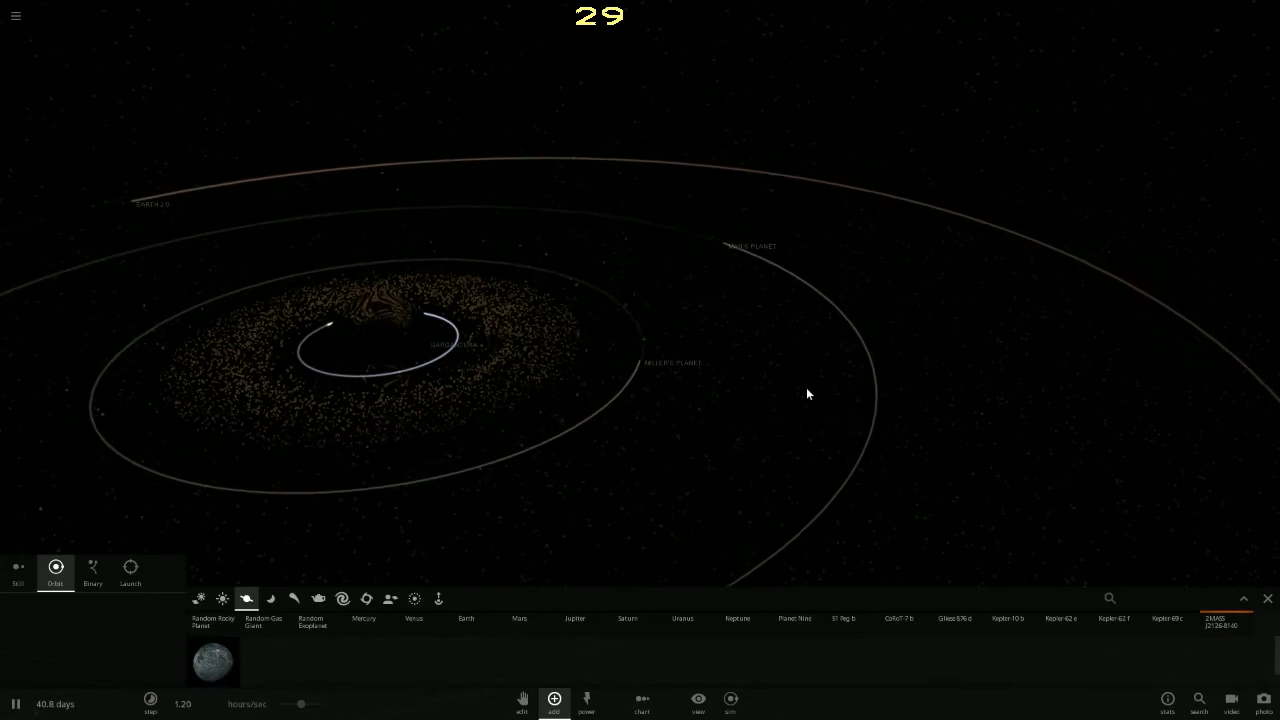 29
EARTH 2.0
MAN'S PLANET
GARGANTURA
MILLER'S PLANET
Still
Orbit
Binary
Launch
Random Rocky Planet
Random Gas Giant
Random Exoplanet
Mercury
Venus
Earth
Mars
Jupiter
Saturn
Uranus
Neptune
Planet Nine
51 Peg b
CoRoT-7 b
Gliese 876 d
Kepler-10 b
Kepler-62 e
Kepler-62 f
Kepler-69 c
2MASS J2126-8140
40.8 days
step
1.20
hours/sec
edit
add
power
chart
view
sim
stats
search
video
photo